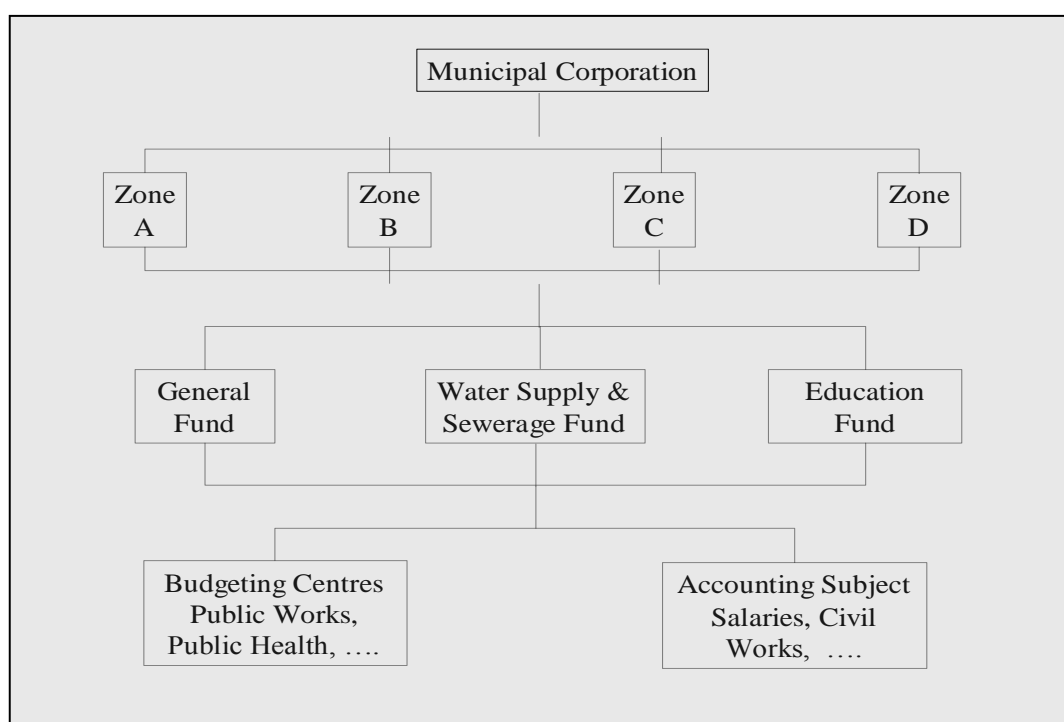 Municipal Corporation
Zone
A
Zone
B
Zone
C
Zone
D
General
Fund
Water Supply &
Sewerage Fund
Education
Fund
Budgeting Centres
Public Works,
Public Health, ….
Accounting Subject
Salaries, Civil
Works, ….